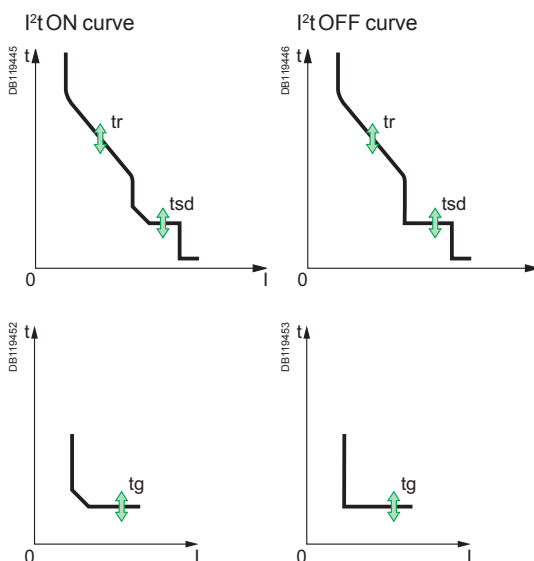 I²t ON curve
I²t OFF curve
DB119445
t
tr
tsd
0
I
DB119446
t
tr
tsd
0
DB119452
t
tg
0
I
DB119453
t
tg
0
I